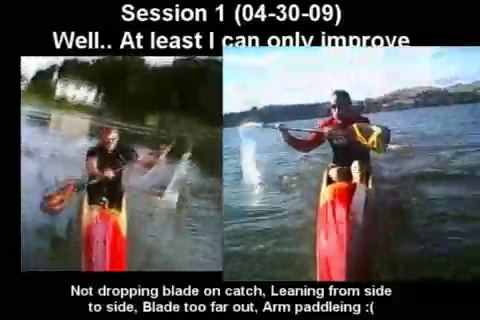 Session 1 (04-30-09)
Well.. At least I can only improve
Not dropping blade on catch, Leaning from side
to side, Blade too far out, Arm paddleing :(